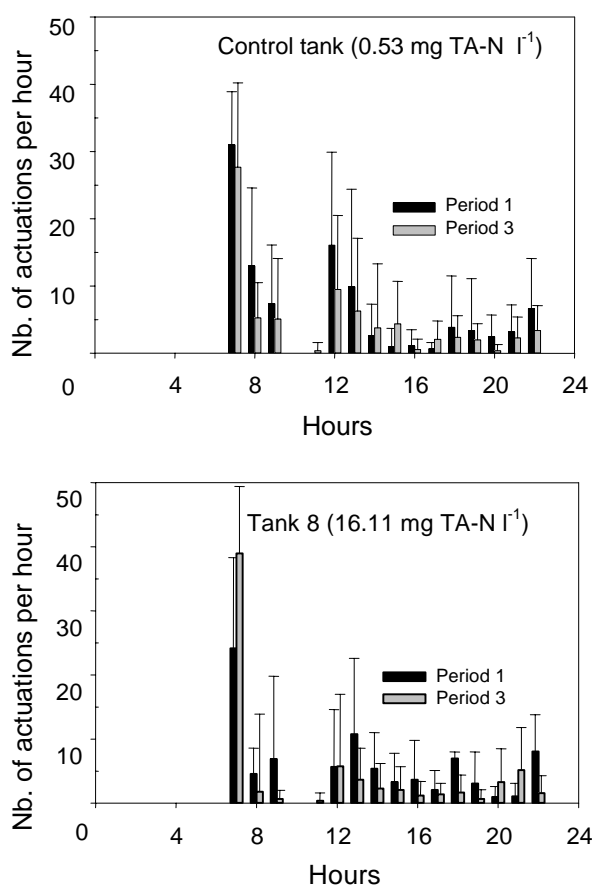 50
Control tank (0.53 mg TA-N l⁻¹)
40
30
Nb. of actuations per hour
Period 1
20
Period 3
10
0
4
8
12
16
20
24
Hours
50
Tank 8 (16.11 mg TA-N l⁻¹)
40
30
Nb. of actuations per hour
20
Period 1
Period 3
10
0
4
8
12
16
20
24
Hours